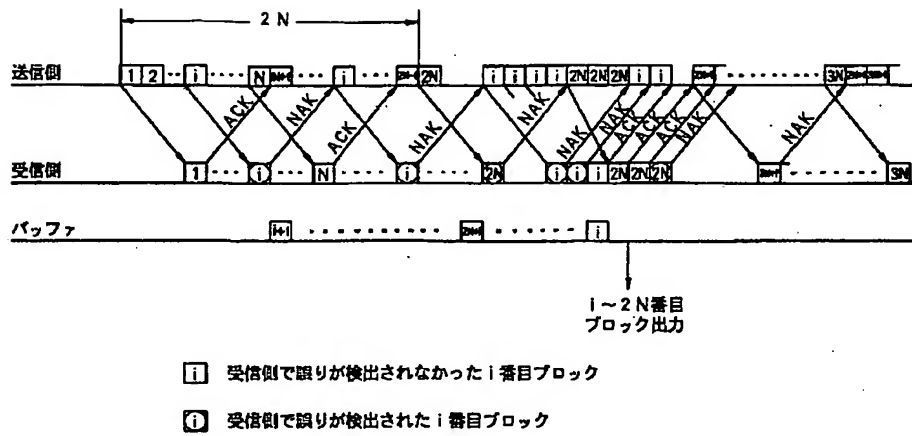 2 N
送信側 1 2 i N i 2N i i i i 2N 2N 2N i i 3N
ACK NAK ACK NAK NAK NAK NAK ACK ACK NAK NAK
受信側 1 i N i 2N i i i 2N 2N 2N 3N
バッファ i+1 i
i～2N番目
ブロック出力
i 受信側で誤りが検出されなかったi番目ブロック
i 受信側で誤りが検出されたi番目ブロック